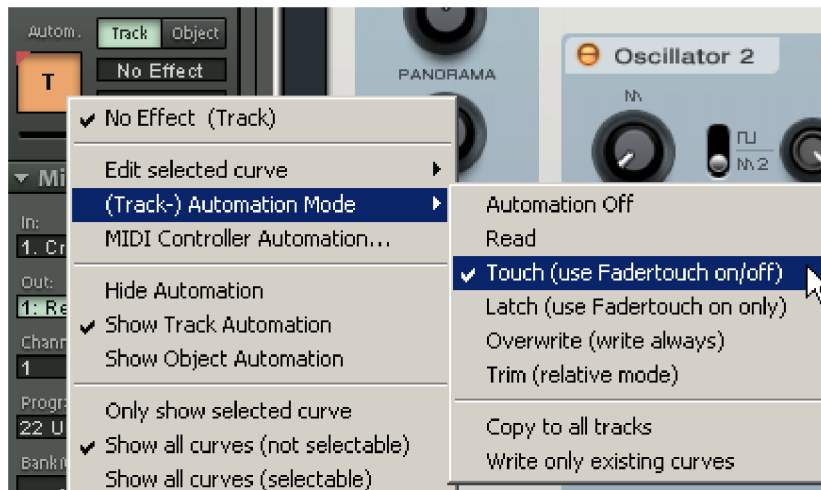 Autom.
Track
Object
T
No Effect
PANORAMA
Oscillator 2
No Effect (Track)
Edit selected curve
(Track-) Automation Mode
MIDI Controller Automation...
Hide Automation
Show Track Automation
Show Object Automation
Only show selected curve
Show all curves (not selectable)
Show all curves (selectable)
Automation Off
Read
Touch (use Fadertouch on/off)
Latch (use Fadertouch on only)
Overwrite (write always)
Trim (relative mode)
Copy to all tracks
Write only existing curves
In:
Out:
1
22
2